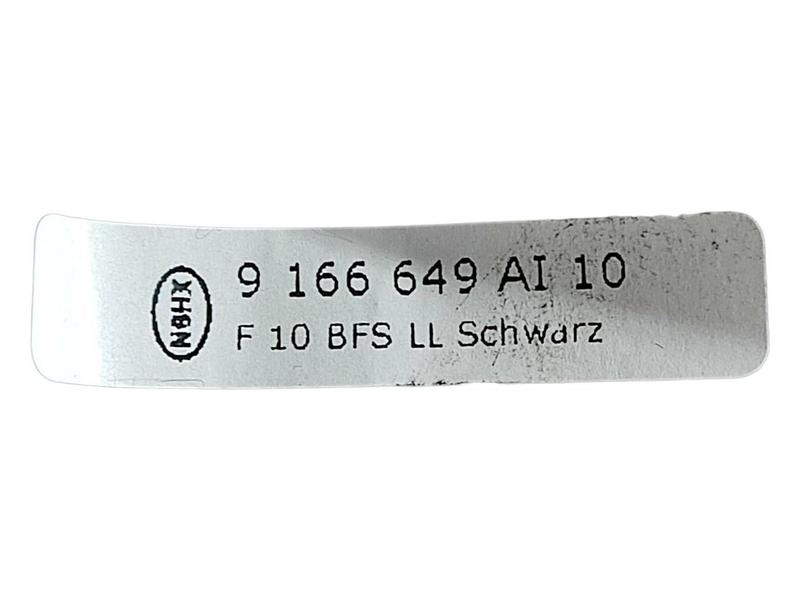 NBHX
9 166 649 AI 10
F 10 BFS LL Schwarz